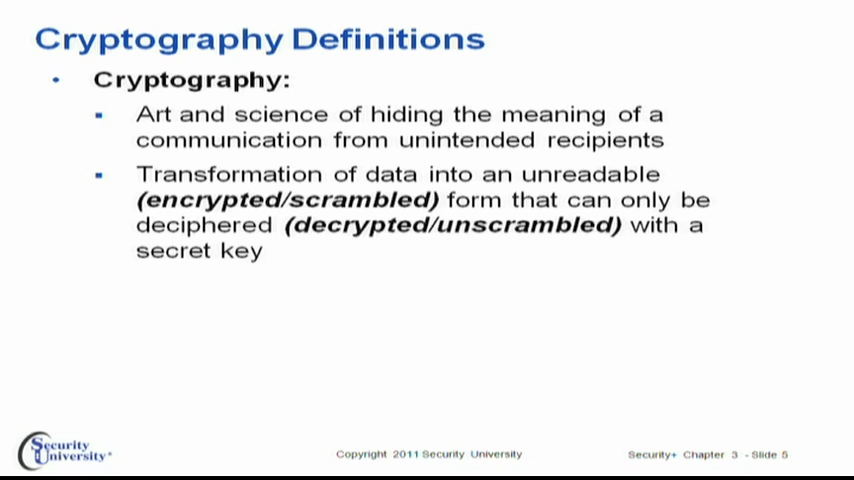 Cryptography Definitions
• Cryptography:
▪ Art and science of hiding the meaning of a
communication from unintended recipients
▪ Transformation of data into an unreadable
(encrypted/scrambled) form that can only be
deciphered (decrypted/unscrambled) with a
secret key
Security
University
Copyright 2011 Security University
Security+ Chapter 3 - Slide 5